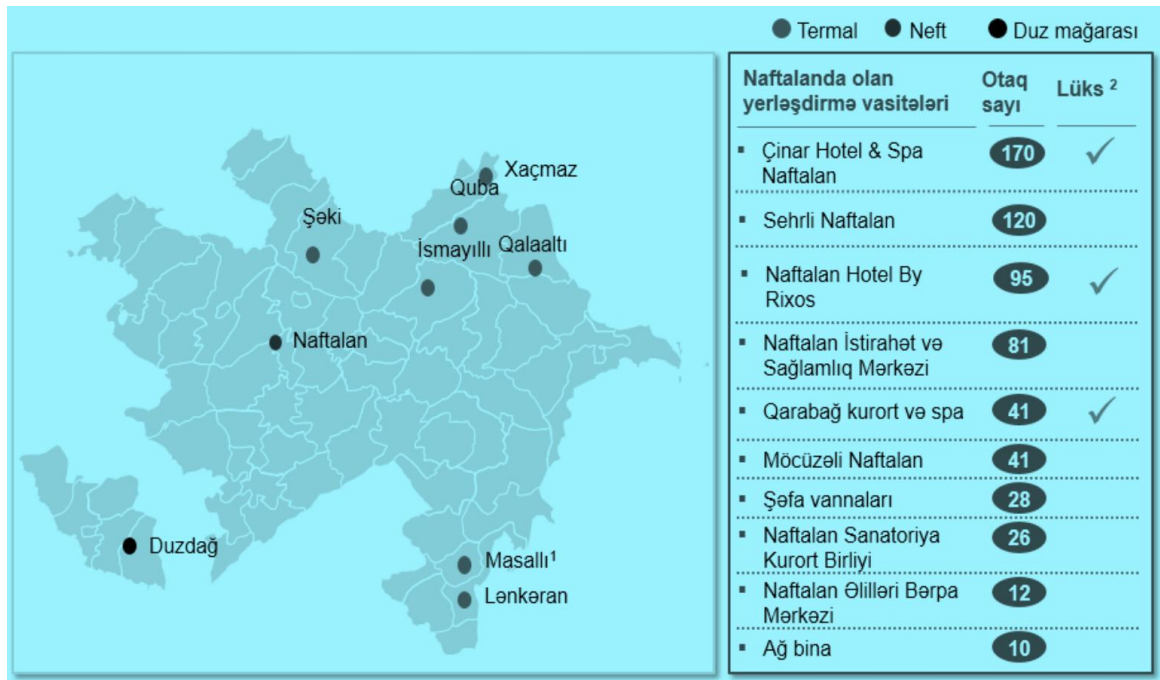 Termal
Neft
Duz mağarası
Xaçmaz
Quba
Şəki
İsmayıllı
Qalaaltı
Naftalan
Duzdağ
Masallı¹
Lənkəran
Naftalanda olan
yerləşdirmə vasitələri
Otaq
sayı
Lüks ²
▪ Çinar Hotel & Spa
Naftalan
170 ✓
▪ Sehrli Naftalan 120
▪ Naftalan Hotel By
Rixos
95 ✓
▪ Naftalan İstirahət və
Sağlamlıq Mərkəzi
81
▪ Qarabağ kurort və spa 41 ✓
▪ Möcüzəli Naftalan 41
▪ Şəfa vannaları 28
▪ Naftalan Sanatoriya
Kurort Birliyi
26
▪ Naftalan Əlilləri Bərpa
Mərkəzi
12
▪ Ağ bina 10